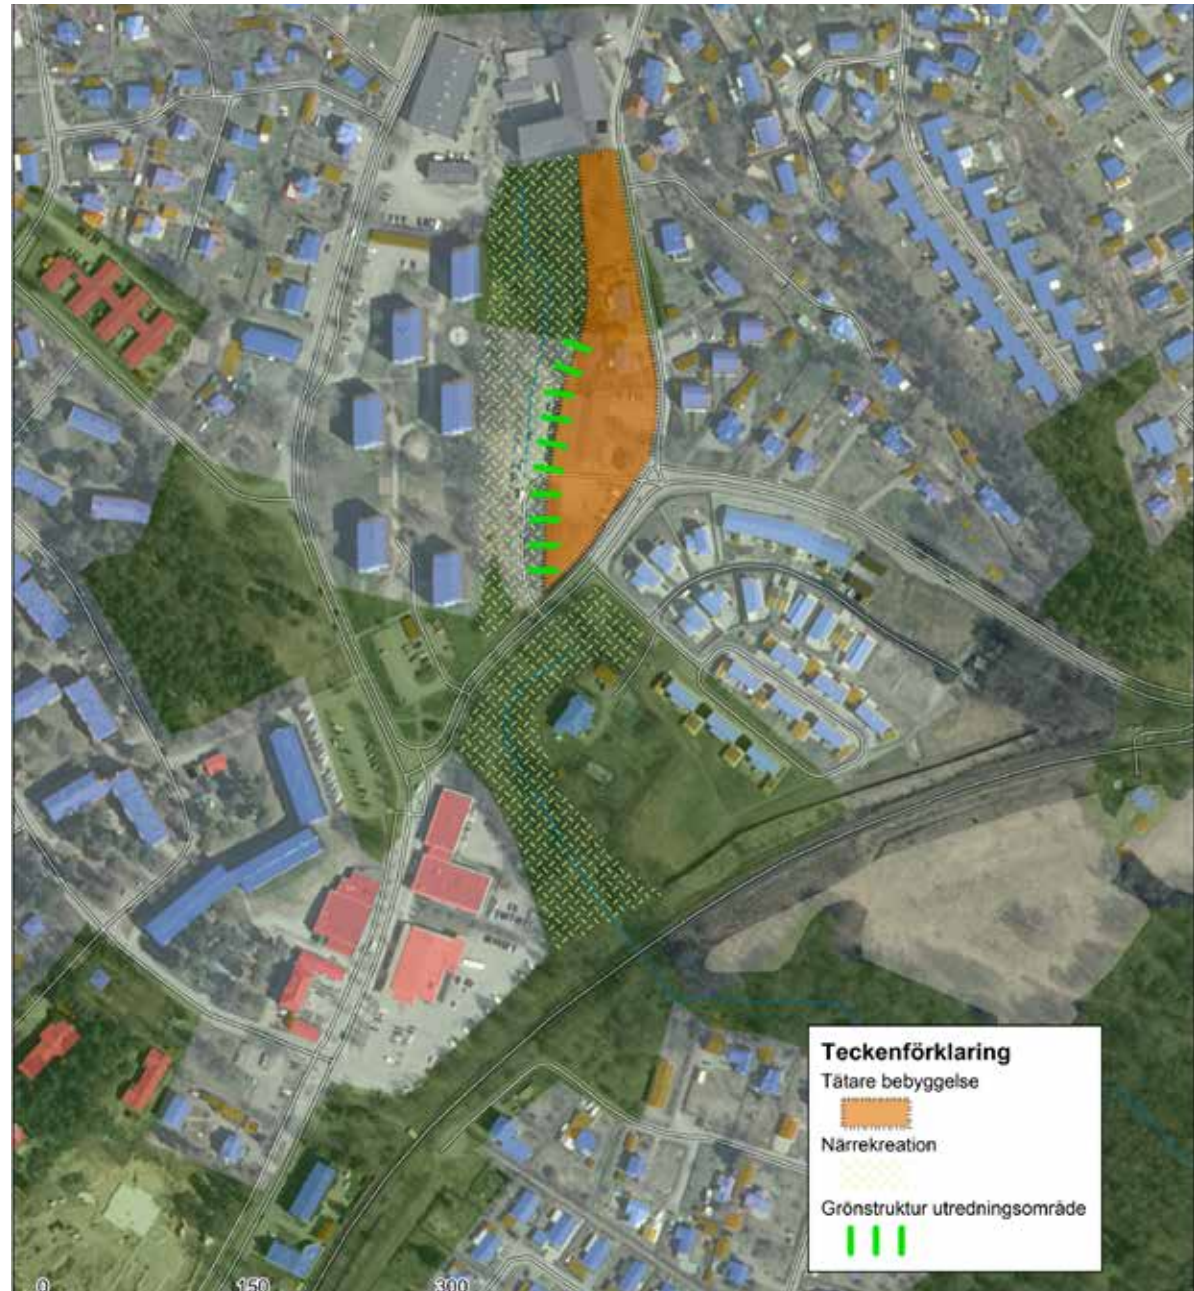 Teckenförklaring
Tätare bebyggelse
Närrekreation
Grönstruktur utredningsområde
0 150 300